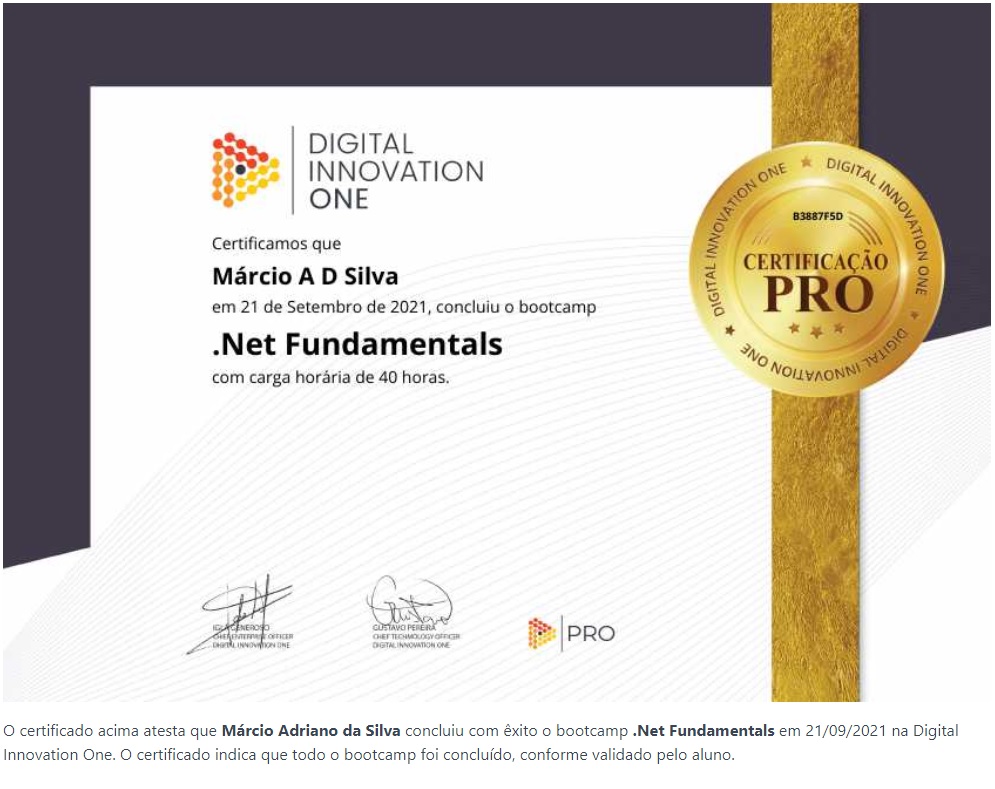 DIGITAL
INNOVATION
ONE
Certificamos que
Márcio A D Silva
em 21 de Setembro de 2021, concluiu o bootcamp
.Net Fundamentals
com carga horária de 40 horas.
DIGITAL INNOVATION ONE
DIGITAL INNOVATION ONE
DIGITAL INNOVATION ONE
B3887F5D
CERTIFICAÇÃO
PRO
IGLÁ GENEROSO
CHIEF ENTERPRISE OFFICER
DIGITAL INNOVATION ONE
GUSTAVO PEREIRA
CHIEF TECHNOLOGY OFFICER
DIGITAL INNOVATION ONE
PRO
O certificado acima atesta que Márcio Adriano da Silva concluiu com êxito o bootcamp .Net Fundamentals em 21/09/2021 na Digital
Innovation One. O certificado indica que todo o bootcamp foi concluído, conforme validado pelo aluno.